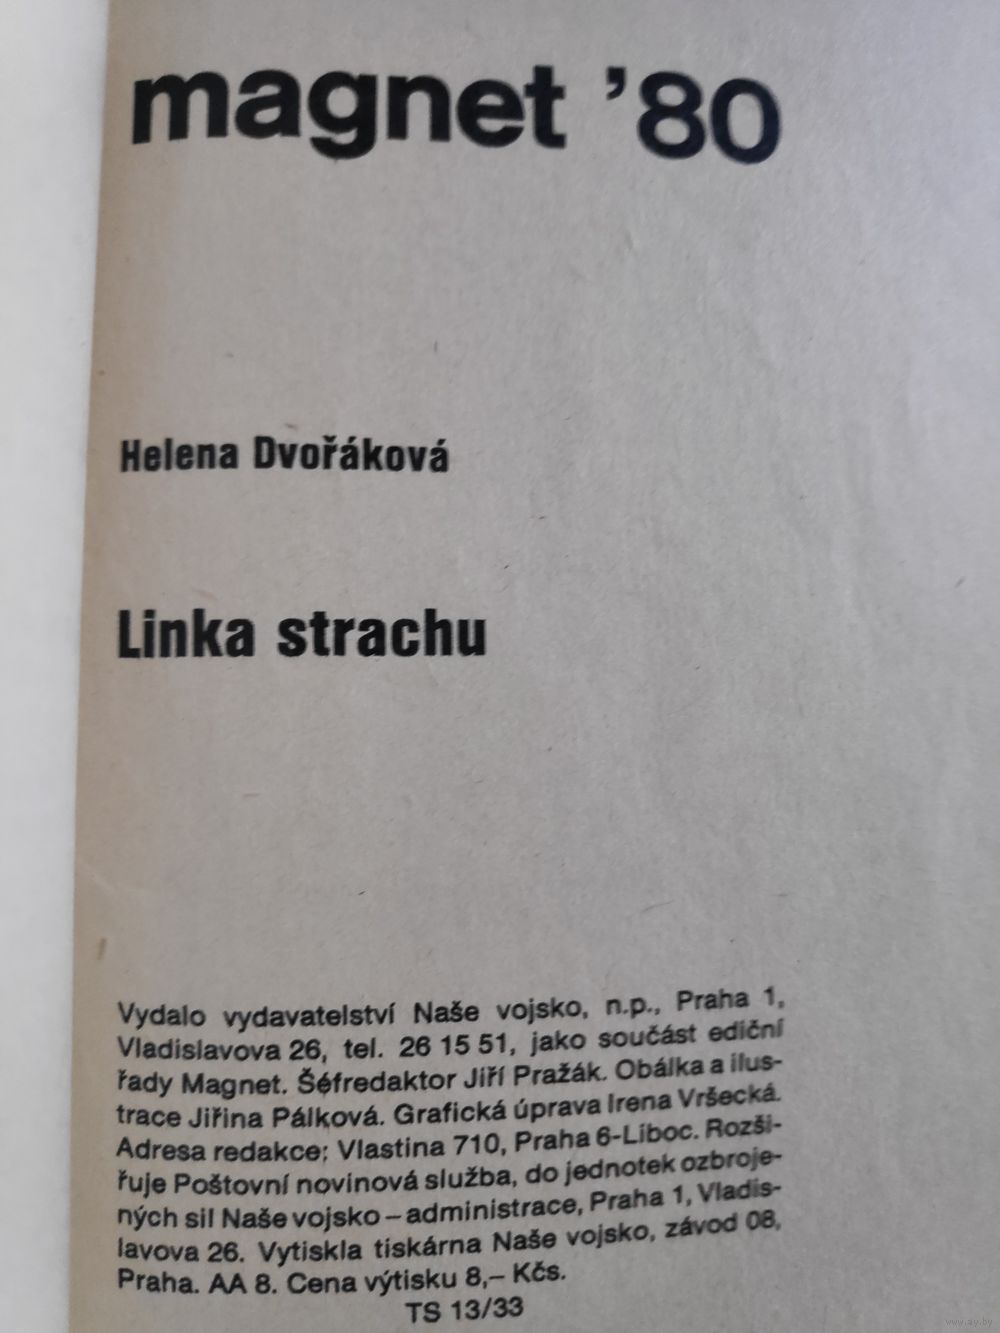 magnet ’80
Helena Dvořáková
Linka strachu
Vydalo vydavatelství Naše vojsko, n.p., Praha 1,
Vladislavova 26, tel. 26 15 51, jako součást ediční
řady Magnet. Šéfredaktor Jiří Pražák. Obálka a ilus-
trace Jiřina Pálková. Grafická úprava Irena Vršecká.
Adresa redakce: Vlastina 710, Praha 6-Liboc. Rozši-
řuje Poštovní novinová služba, do jednotek ozbroje-
ných sil Naše vojsko – administrace, Praha 1, Vladis-
lavova 26. Vytiskla tiskárna Naše vojsko, závod 08,
Praha. AA 8. Cena výtisku 8,– Kčs.
TS 13/33
www.ay.by